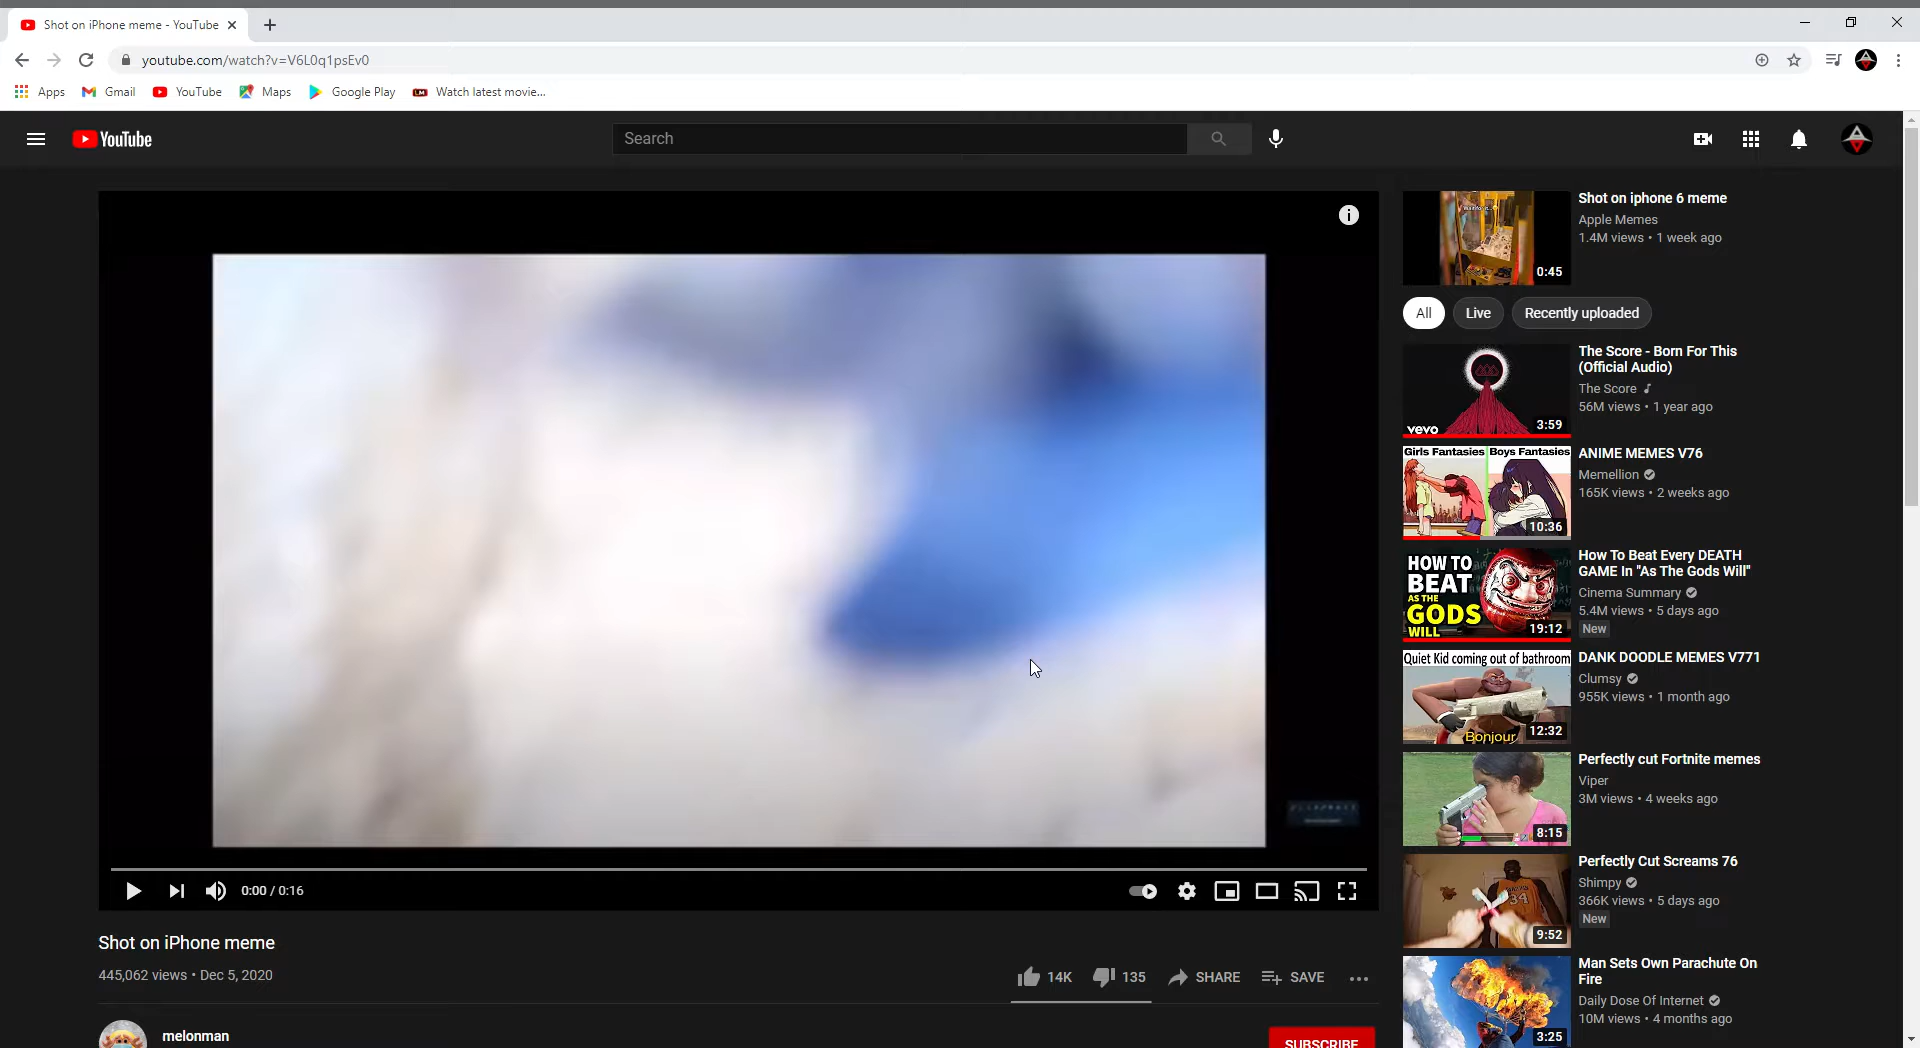 Shot on iPhone meme - YouTube
youtube.com/watch?v=V6L0q1psEv0
Apps Gmail YouTube Maps Google Play Watch latest movie...
YouTube
Search
Shot on iphone 6 meme
Apple Memes
1.4M views • 1 week ago
0:45
All Live Recently uploaded
The Score - Born For This
(Official Audio)
The Score
56M views • 1 year ago
vevo 3:59
Girls Fantasies Boys Fantasies
ANIME MEMES V76
Memellion
165K views • 2 weeks ago
10:36
HOW TO
BEAT
AS THE
GODS
WILL
19:12
How To Beat Every DEATH
GAME In "As The Gods Will"
Cinema Summary
5.4M views • 5 days ago
New
Quiet Kid coming out of bathroom
Bonjour
12:32
DANK DOODLE MEMES V771
Clumsy
955K views • 1 month ago
Perfectly cut Fortnite memes
Viper
3M views • 4 weeks ago
8:15
Perfectly Cut Screams 76
Shimpy
366K views • 5 days ago
New
34
9:52
Man Sets Own Parachute On
Fire
Daily Dose Of Internet
10M views • 4 months ago
3:25
0:00 / 0:16
Shot on iPhone meme
445,062 views • Dec 5, 2020
14K 135 SHARE SAVE
melonman
SUBSCRIBE